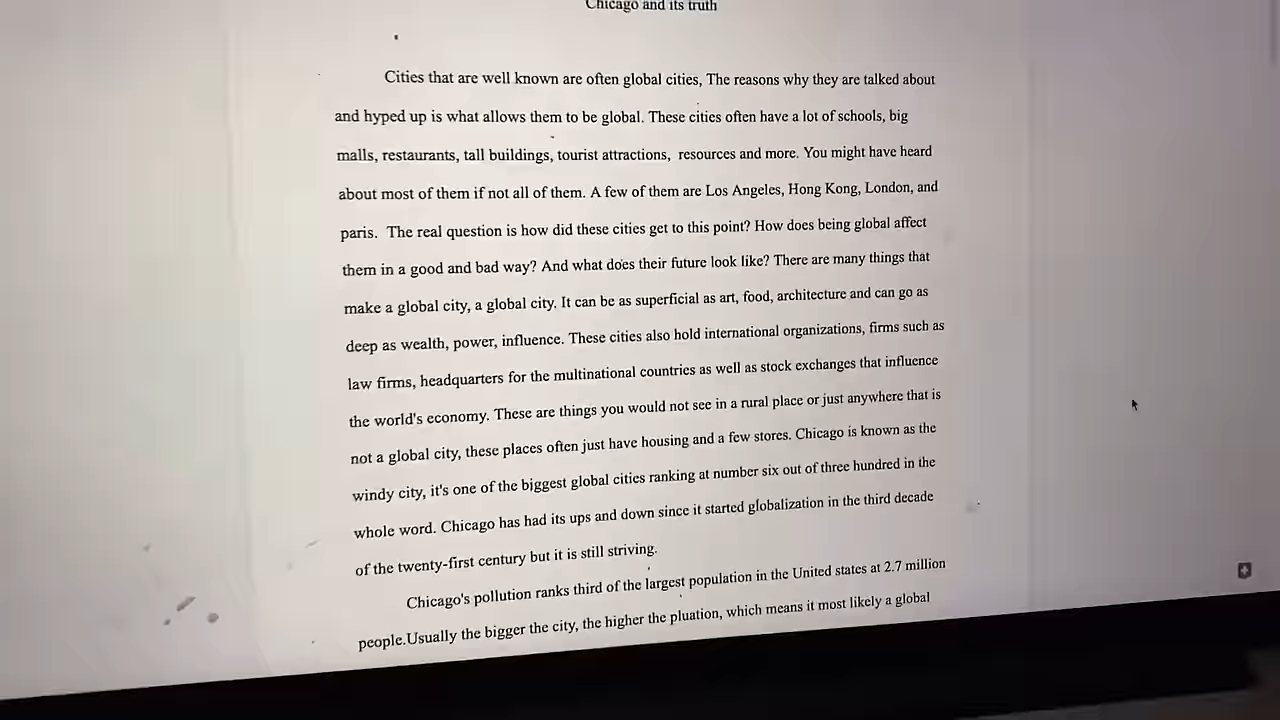 Chicago and its truth
Cities that are well known are often global cities, The reasons why they are talked about
and hyped up is what allows them to be global. These cities often have a lot of schools, big
malls, restaurants, tall buildings, tourist attractions,  resources and more. You might have heard
about most of them if not all of them. A few of them are Los Angeles, Hong Kong, London, and
paris.  The real question is how did these cities get to this point? How does being global affect
them in a good and bad way? And what does their future look like? There are many things that
make a global city, a global city. It can be as superficial as art, food, architecture and can go as
deep as wealth, power, influence. These cities also hold international organizations, firms such as
law firms, headquarters for the multinational countries as well as stock exchanges that influence
the world's economy. These are things you would not see in a rural place or just anywhere that is
not a global city, these places often just have housing and a few stores. Chicago is known as the
windy city, it's one of the biggest global cities ranking at number six out of three hundred in the
whole word. Chicago has had its ups and down since it started globalization in the third decade
of the twenty-first century but it is still striving.
Chicago's pollution ranks third of the largest population in the United states at 2.7 million
people.Usually the bigger the city, the higher the pluation, which means it most likely a global